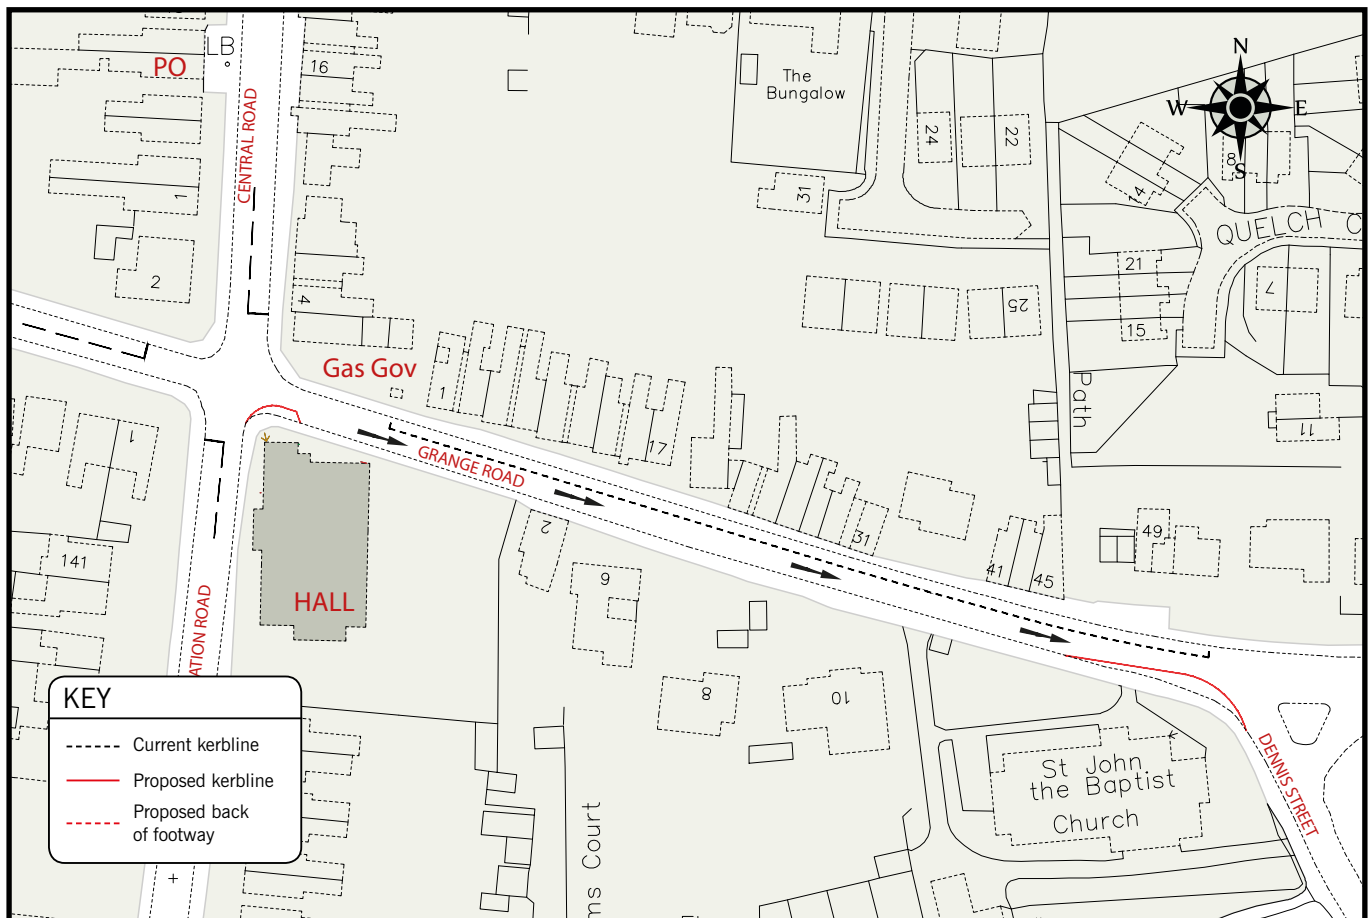 LB
PO
16
CENTRAL ROAD
1
2
4
The
Bungalow
24
22
31
N
W
E
S
8
14
QUELCH C
21
15
7
25
Path
11
Gas Gov
1
17
GRANGE ROAD
1
141
HALL
ATION ROAD
2
6
8
10
31
41
45
49
St John
the Baptist
Church
DENNIS STREET
ms Court
KEY
Current kerbline
Proposed kerbline
Proposed back
of footway